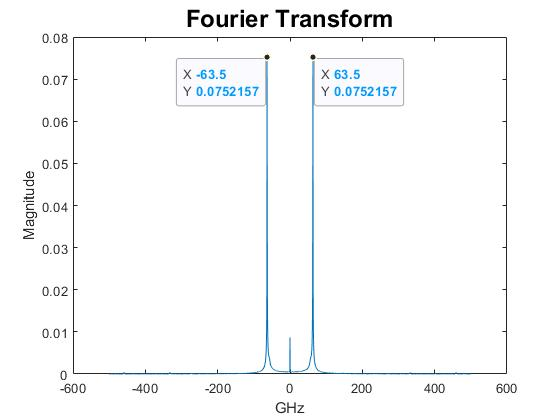 Fourier Transform
0.08
0.07
0.06
0.05
0.04
0.03
0.02
0.01
0
Magnitude
X -63.5
Y 0.0752157
X 63.5
Y 0.0752157
-600
-400
-200
0
200
400
600
GHz